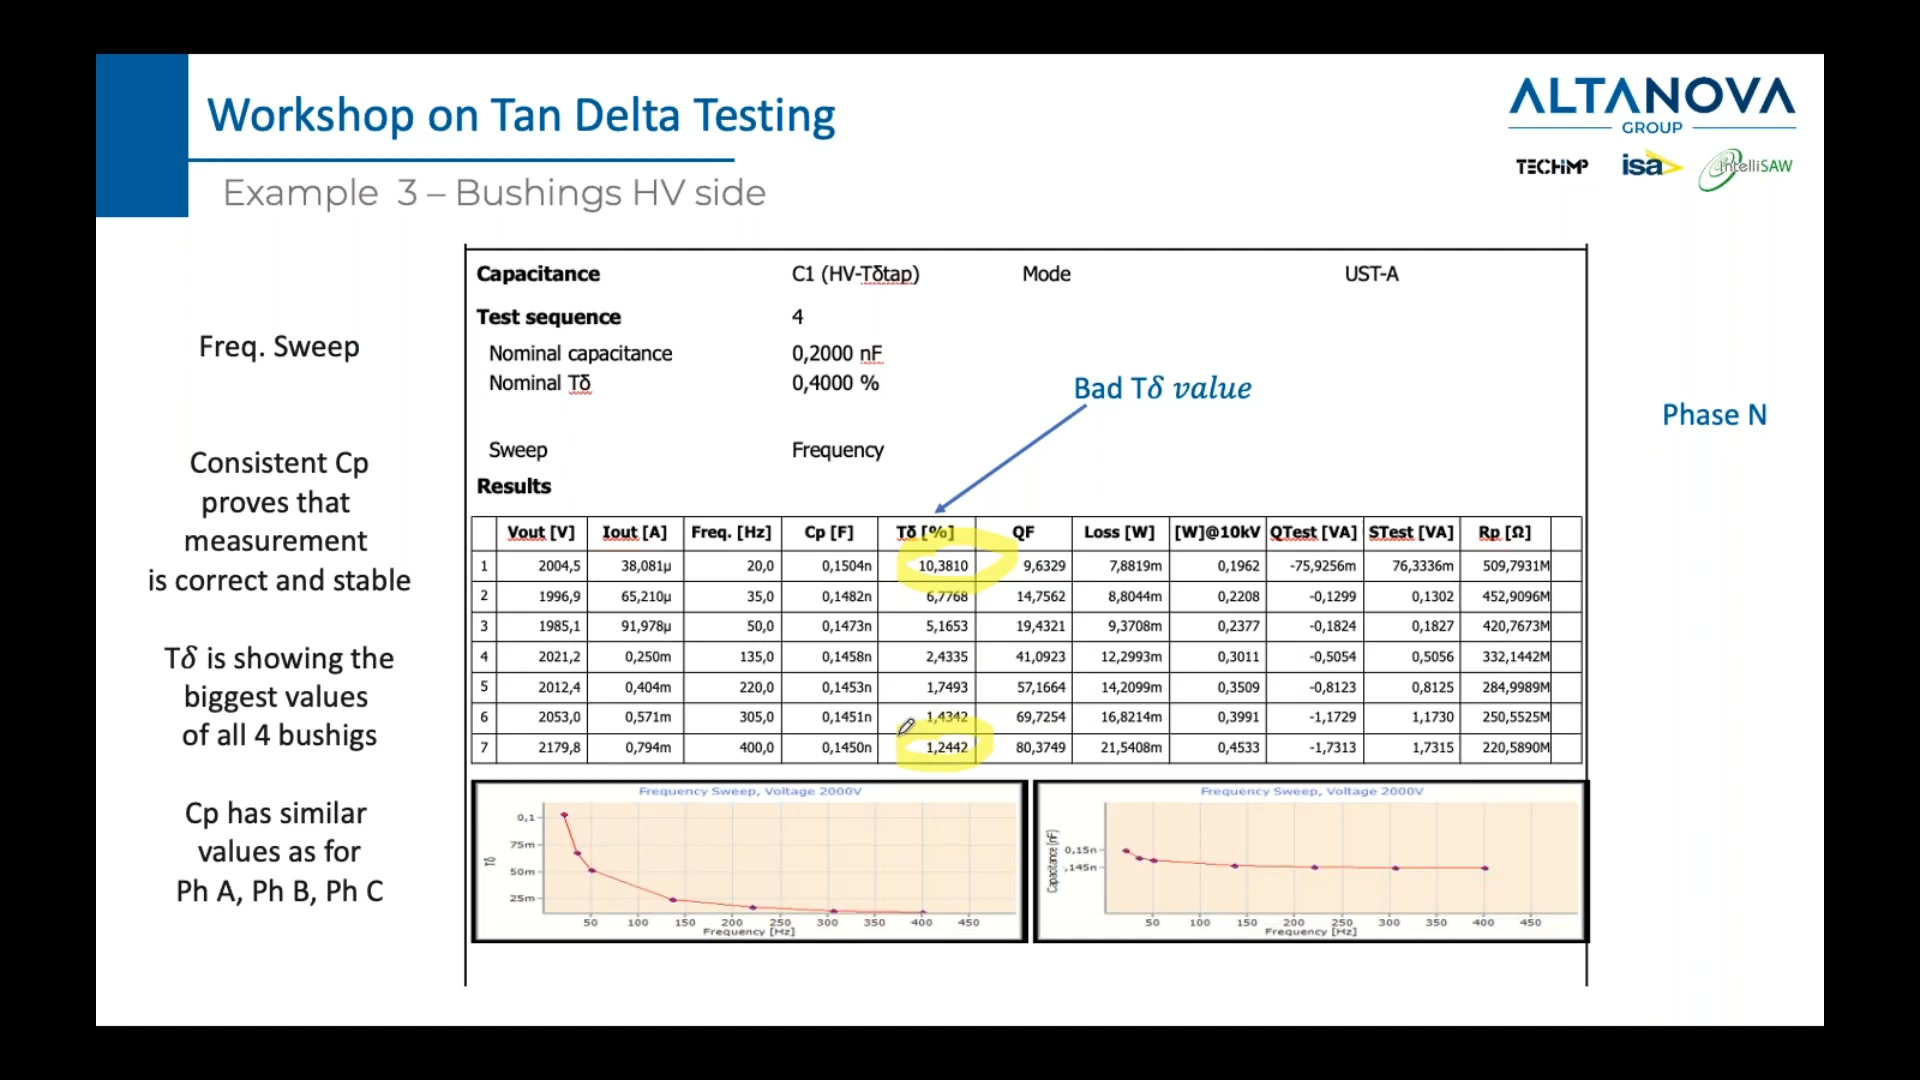 Workshop on Tan Delta Testing
Example 3 – Bushings HV side
ALTANOVA
GROUP
TECHIMP isa IntelliSAW
Freq. Sweep
Consistent Cp
proves that
measurement
is correct and stable
Tδ is showing the
biggest values
of all 4 bushigs
Cp has similar
values as for
Ph A, Ph B, Ph C
Capacitance C1 (HV-Tδtap) Mode UST-A
Test sequence 4
Nominal capacitance 0,2000 nF
Nominal Tδ 0,4000 %
Bad Tδ value
Phase N
Sweep Frequency
Results
Vout [V] Iout [A] Freq. [Hz] Cp [F] Tδ [%] QF Loss [W] [W]@10kV QTest [VA] STest [VA] Rp [Ω]
1 2004,5 38,081µ 20,0 0,1504n 10,3810 9,6329 7,8819m 0,1962 -75,9256m 76,3336m 509,7931M
2 1996,9 65,210µ 35,0 0,1482n 6,7768 14,7562 8,8044m 0,2208 -0,1299 0,1302 452,9096M
3 1985,1 91,978µ 50,0 0,1473n 5,1653 19,4321 9,3708m 0,2377 -0,1824 0,1827 420,7673M
4 2021,2 0,250m 135,0 0,1458n 2,4335 41,0923 12,2993m 0,3011 -0,5054 0,5056 332,1442M
5 2012,4 0,404m 220,0 0,1453n 1,7493 57,1664 14,2099m 0,3509 -0,8123 0,8125 284,9989M
6 2053,0 0,571m 305,0 0,1451n 1,4342 69,7254 16,8214m 0,3991 -1,1729 1,1730 250,5525M
7 2179,8 0,794m 400,0 0,1450n 1,2442 80,3749 21,5408m 0,4533 -1,7313 1,7315 220,5890M
Frequency Sweep, Voltage 2000V
Tδ
0,1
75m
50m
25m
50 100 150 200 250 300 350 400 450
Frequency [Hz]
Frequency Sweep, Voltage 2000V
Capacitance [nF]
0,15n
,145n
50 100 150 200 250 300 350 400 450
Frequency [Hz]